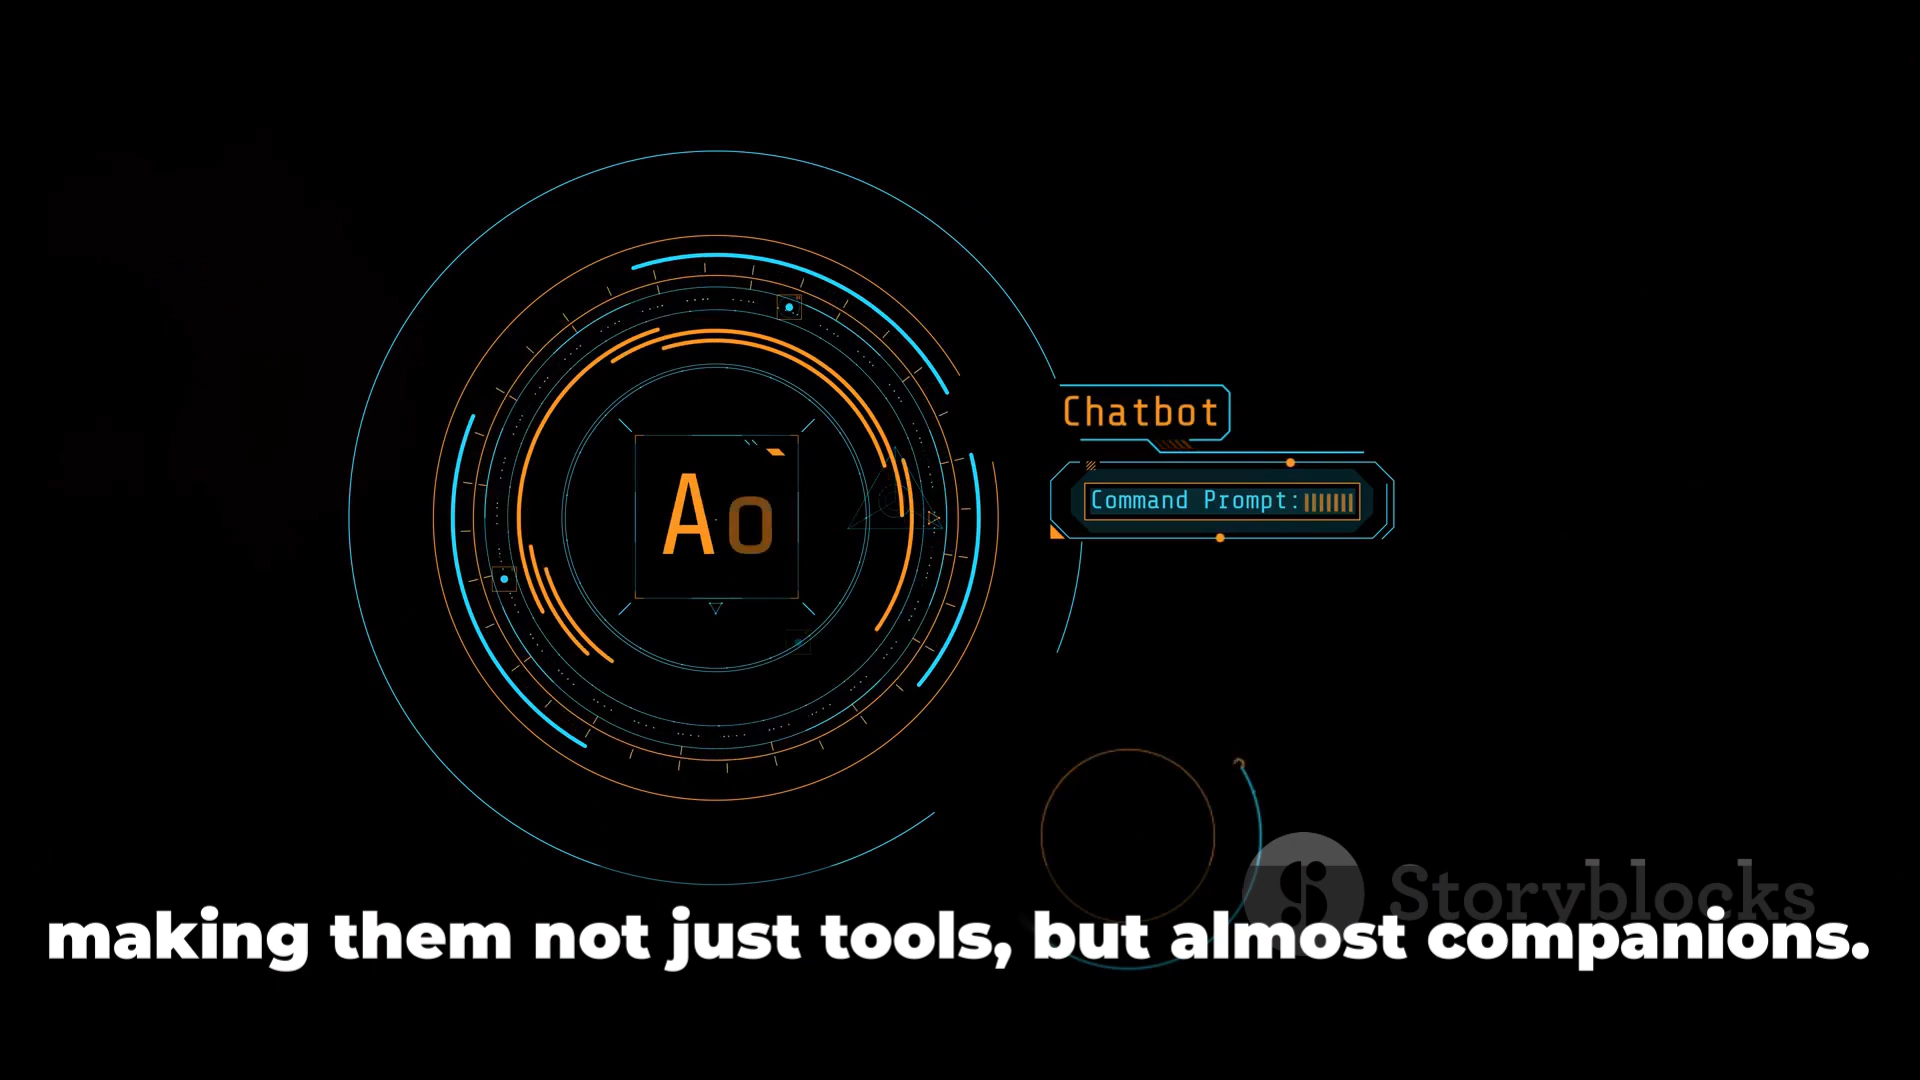 Ao
Chatbot
Command Prompt:
Storyblocks
making them not just tools, but almost companions.